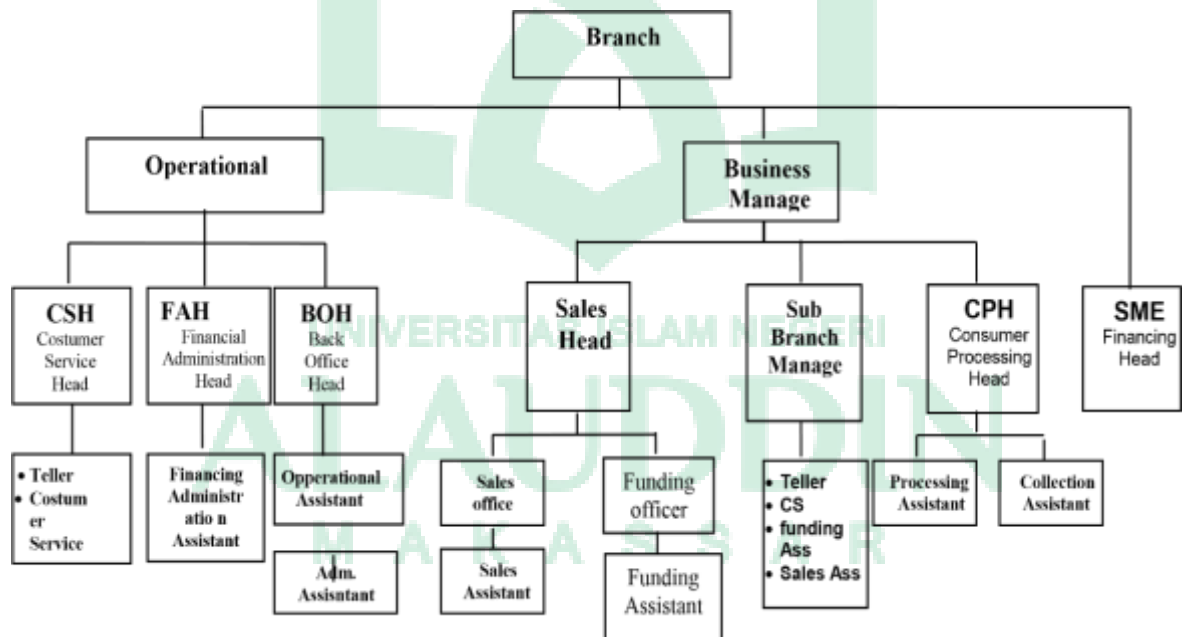 Branch
Operational
Business
Manage
CSH
Costumer
Service
Head
FAH
Financial
Administration
Head
BOH
Back
Office
Head
Sales
Head
Sub
Branch
Manage
CPH
Consumer
Processing
Head
SME
Financing
Head
UNIVERSITAS ISLAM NEGERI
ALAUDDIN
MAKASSAR
• Teller
• Costum
er
Service
Financing
Administr
atio n
Assistant
Opperational
Assistant
Adm.
Assisntant
Sales
office
Sales
Assistant
Funding
officer
Funding
Assistant
• Teller
• CS
• funding
Ass
• Sales Ass
Processing
Assistant
Collection
Assistant